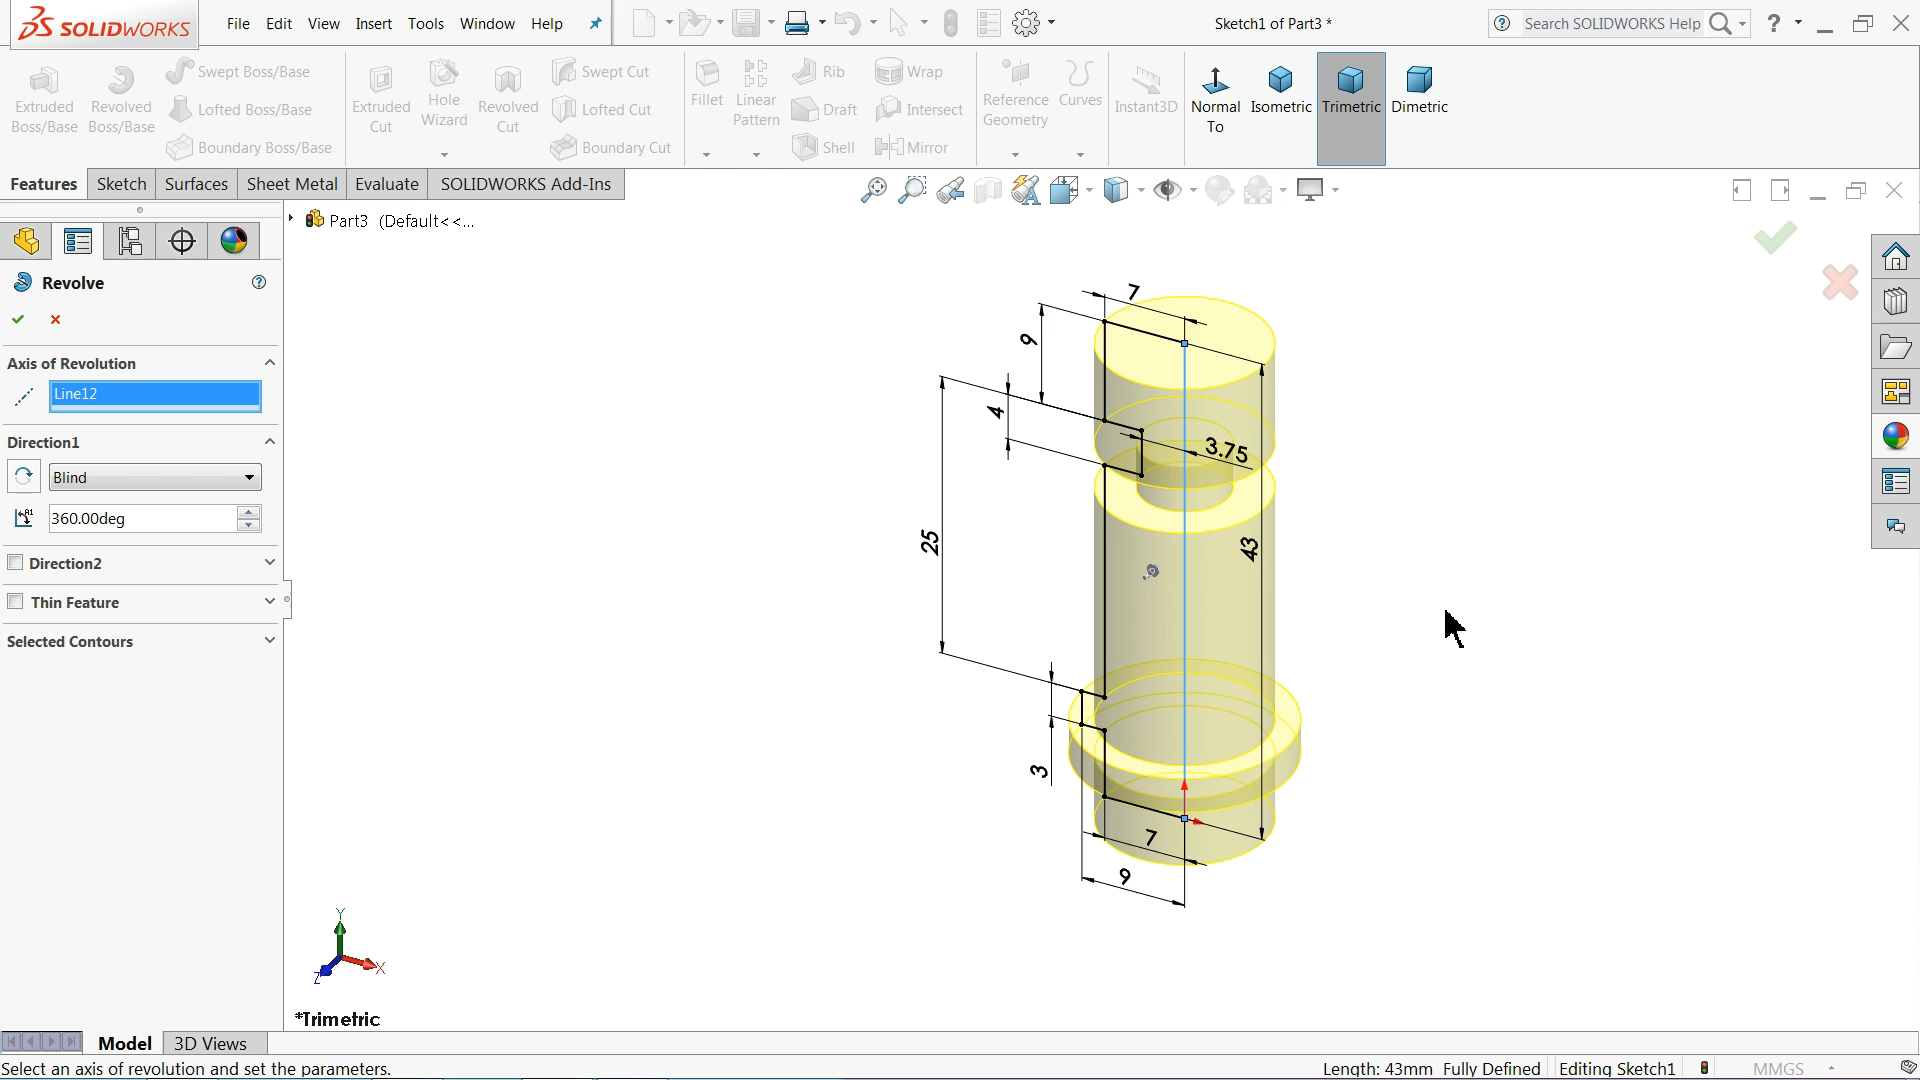 SOLIDWORKS
File Edit View Insert Tools Window Help
Sketch1 of Part3 *
Search SOLIDWORKS Help
Extruded Boss/Base
Revolved Boss/Base
Swept Boss/Base
Lofted Boss/Base
Boundary Boss/Base
Extruded Cut
Hole Wizard
Revolved Cut
Swept Cut
Lofted Cut
Boundary Cut
Fillet
Linear Pattern
Rib
Draft
Shell
Wrap
Intersect
Mirror
Reference Geometry
Curves
Instant3D
Normal To
Isometric
Trimetric
Dimetric
Features Sketch Surfaces Sheet Metal Evaluate SOLIDWORKS Add-Ins
Part3 (Default<<...
Revolve
Axis of Revolution
Line12
Direction1
Blind
360.00deg
Direction2
Thin Feature
Selected Contours
7
9
4
3.75
25
43
3
7
9
Y
X
Z
*Trimetric
Model 3D Views
Select an axis of revolution and set the parameters.
Length: 43mm Fully Defined Editing Sketch1 MMGS